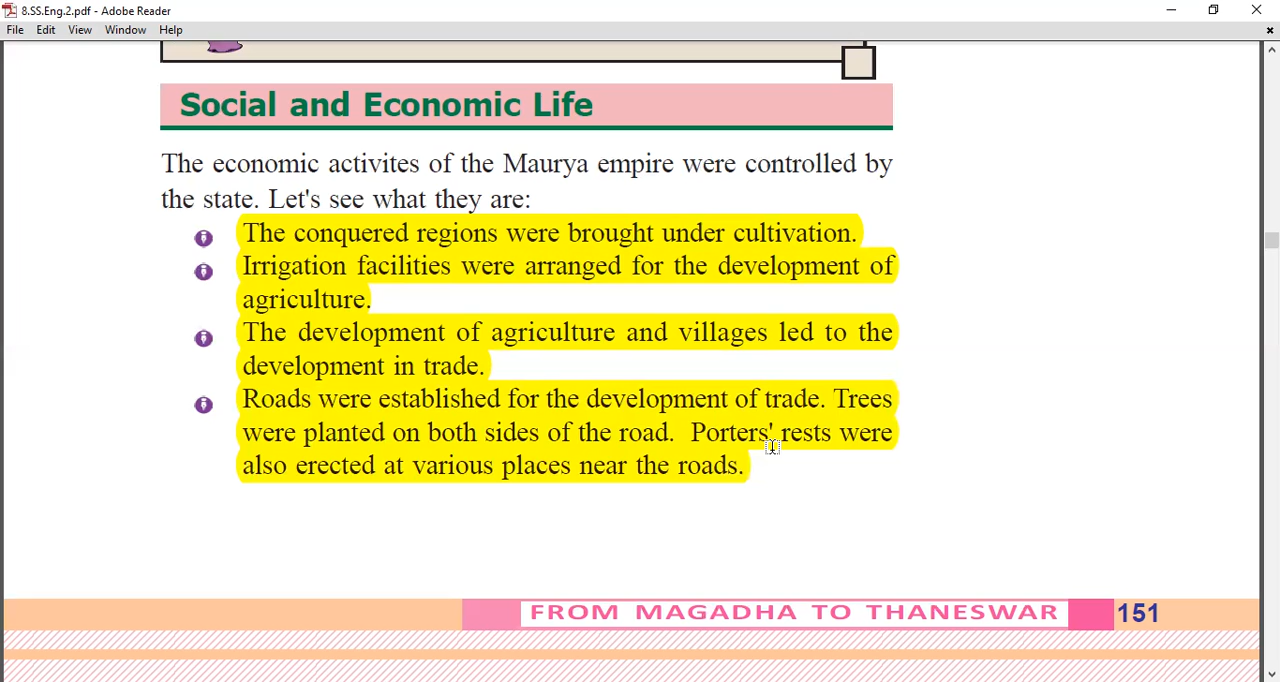 8.SS.Eng.2.pdf - Adobe Reader
File Edit View Window Help
Social and Economic Life
The economic activites of the Maurya empire were controlled by
the state. Let's see what they are:
The conquered regions were brought under cultivation.
Irrigation facilities were arranged for the development of
agriculture.
The development of agriculture and villages led to the
development in trade.
Roads were established for the development of trade. Trees
were planted on both sides of the road. Porters' rests were
also erected at various places near the roads.
FROM MAGADHA TO THANESWAR 151